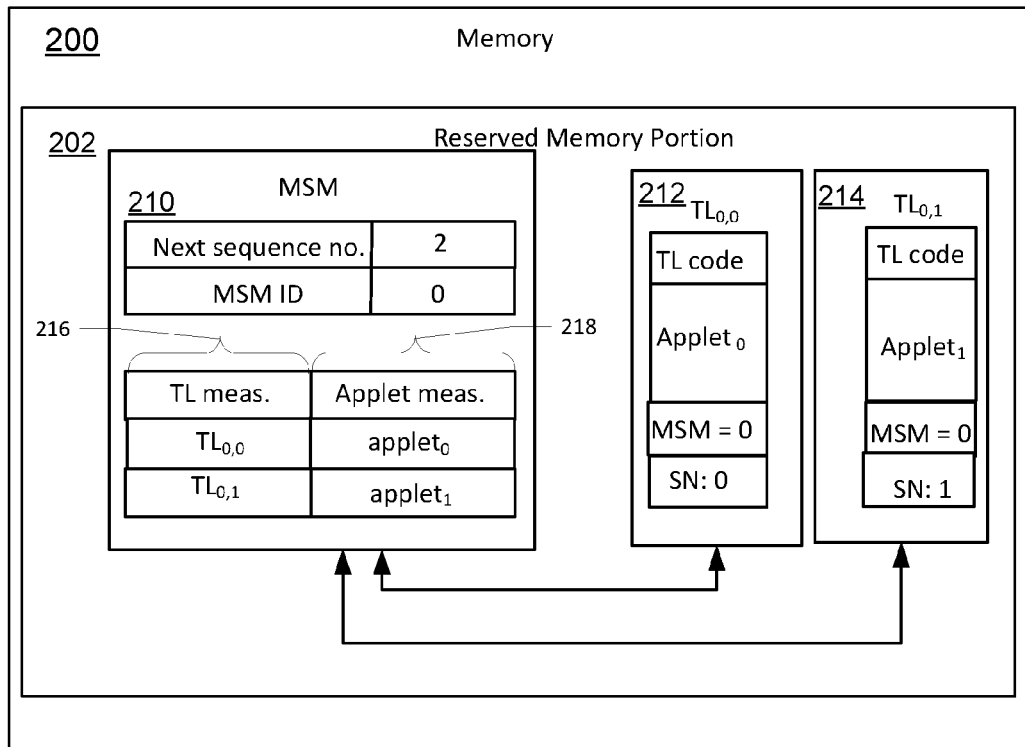 200
Memory
202
Reserved Memory Portion
MSM
210
Next sequence no. 2
MSM ID 0
216
218
TL meas. Applet meas.
TL0,0 applet0
TL0,1 applet1
212
TL0,0
TL code
Applet 0
MSM = 0
SN: 0
214
TL0,1
TL code
Applet1
MSM = 0
SN: 1